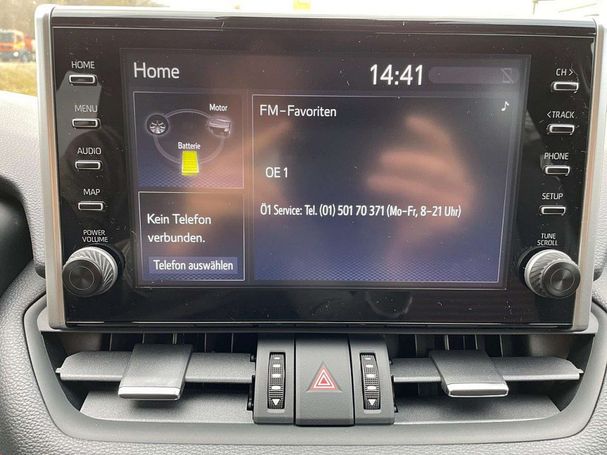 Home
14:41
Motor
Batterie
FM-Favoriten
OE 1
Ö1 Service: Tel. (01) 501 70 371 (Mo-Fr, 8-21 Uhr)
Kein Telefon
verbunden.
Telefon auswählen
HOME
MENU
AUDIO
MAP
POWER
VOLUME
CH >
< TRACK
PHONE
SETUP
TUNE
SCROLL